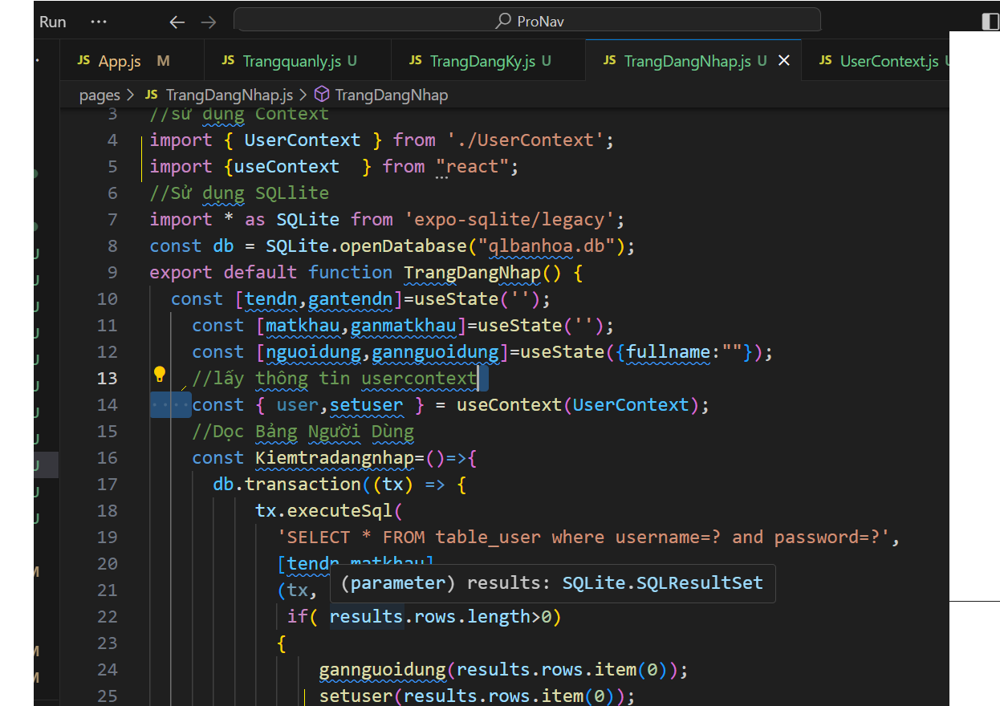 Run ··· ← → ProNav
JS App.js M JS Trangquanly.js U JS TrangDangKy.js U JS TrangDangNhap.js U × JS UserContext.js U
pages > JS TrangDangNhap.js > TrangDangNhap
3 //sử dụng Context
4 import { UserContext } from './UserContext';
5 import {useContext  } from "react";
6 //Sử dụng SQLlite
7 import * as SQLite from 'expo-sqlite/legacy';
8 const db = SQLite.openDatabase("qlbanhoa.db");
9 export default function TrangDangNhap() {
10 const [tendn,gantendn]=useState('');
11 const [matkhau,ganmatkhau]=useState('');
12 const [nguoidung,gannguoidung]=useState({fullname:""});
13 //lấy thông tin usercontext
14 const { user,setuser } = useContext(UserContext);
15 //Dọc Bảng Người Dùng
16 const Kiemtradangnhap=()=>{
17 db.transaction((tx) => {
18 tx.executeSql(
19 'SELECT * FROM table_user where username=? and password=?',
20 [tendn,matkhau]
21 (tx, (parameter) results: SQLite.SQLResultSet
22 if( results.rows.length>0)
23 {
24 gannguoidung(results.rows.item(0));
25 setuser(results.rows.item(0));
U
U
U
U
U
U
U
U
U
U
U
M
M
M